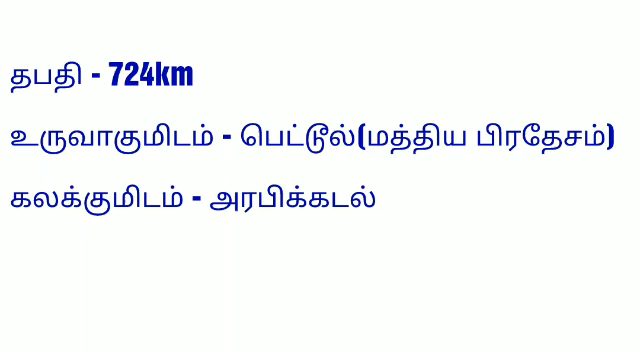 தபதி - 724km
உருவாகுமிடம் - பெட்டூல்(மத்திய பிரதேசம்)
கலக்குமிடம் - அரபிக்கடல்